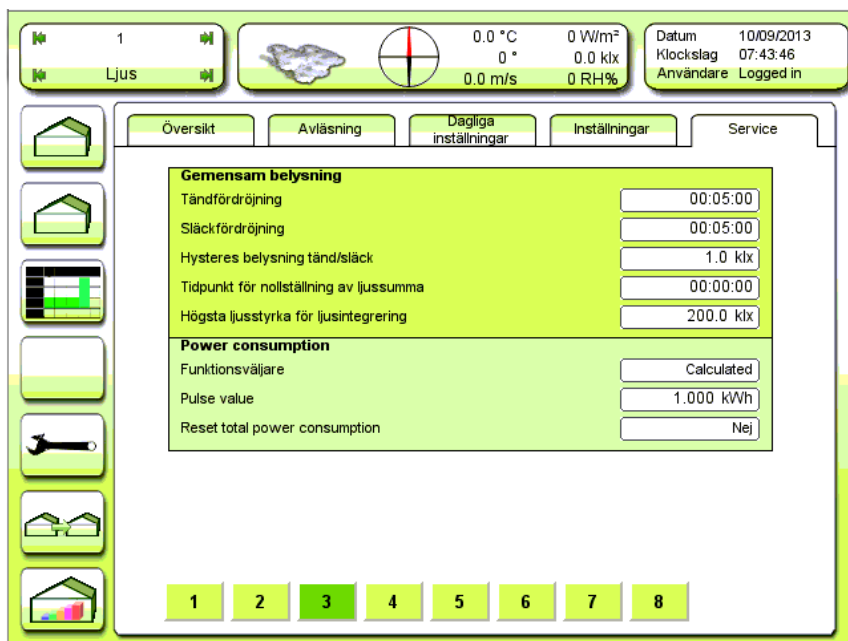 1
Ljus
0.0 °C 0 W/m²
0 ° 0.0 klx
0.0 m/s 0 RH%
Datum 10/09/2013
Klockslag 07:43:46
Användare Logged in
Översikt
Avläsning
Dagliga
inställningar
Inställningar
Service
Gemensam belysning
Tändfördröjning 00:05:00
Släckfördröjning 00:05:00
Hysteres belysning tänd/släck 1.0 klx
Tidpunkt för nollställning av ljussumma 00:00:00
Högsta ljusstyrka för ljusintegrering 200.0 klx
Power consumption
Funktionsväljare Calculated
Pulse value 1.000 kWh
Reset total power consumption Nej
1 2 3 4 5 6 7 8